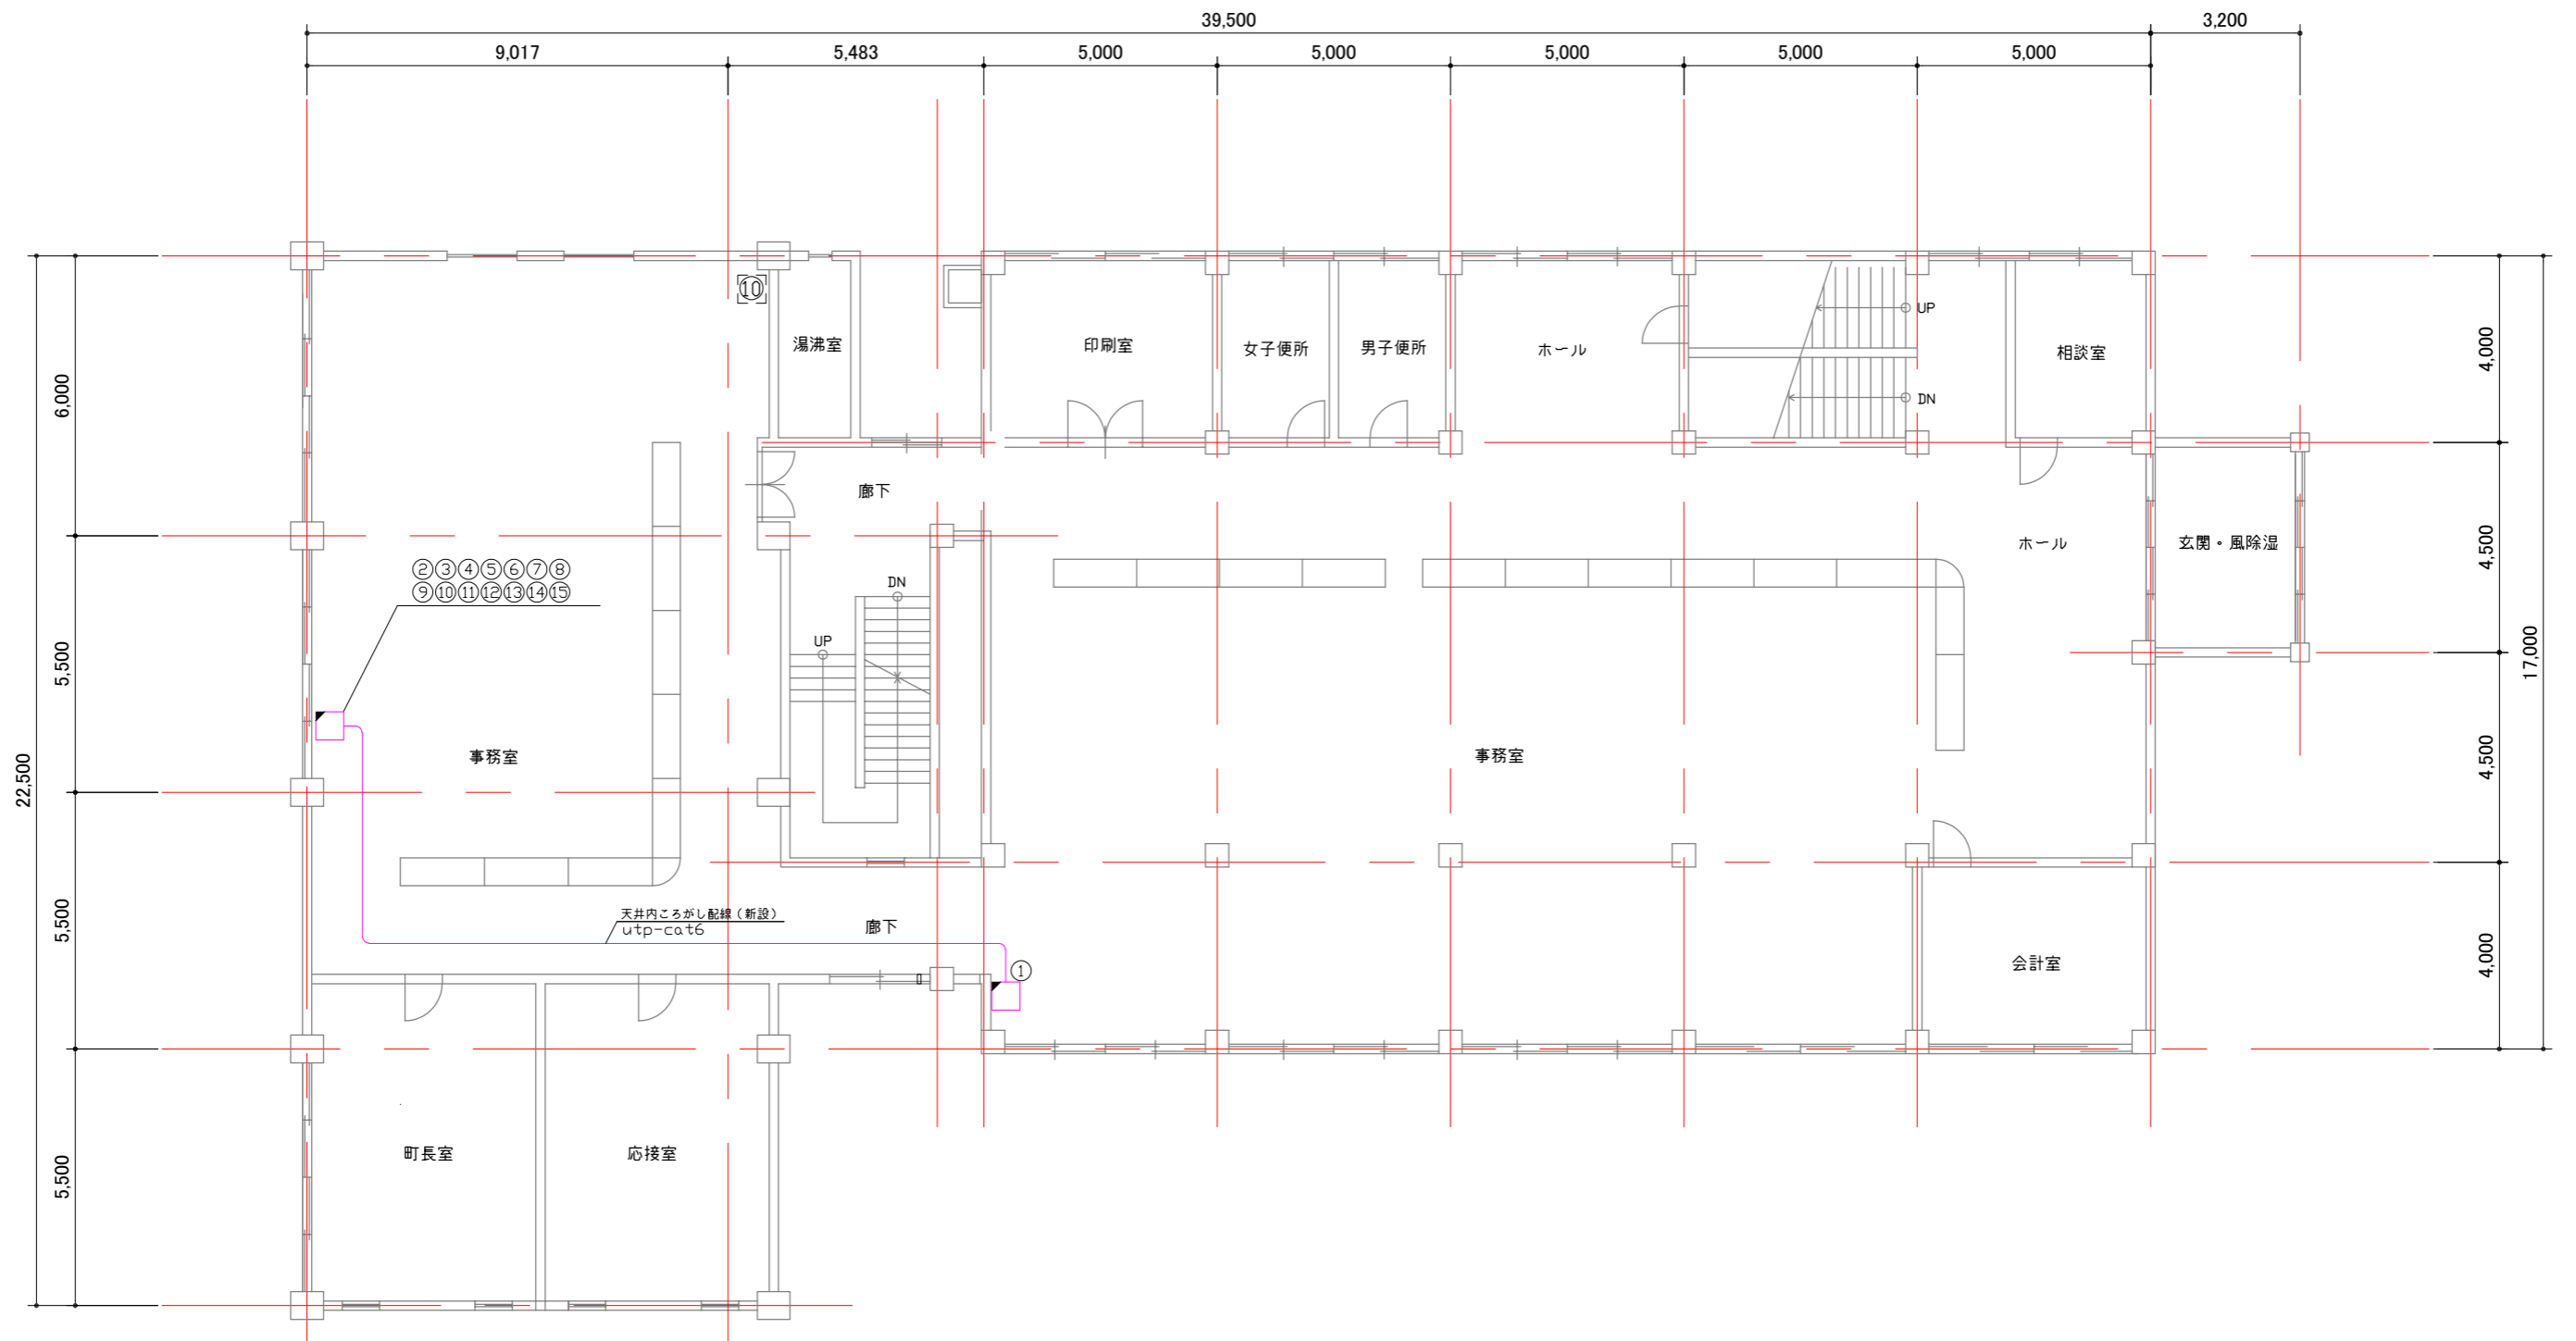 39,500
3,200
9,017
5,483
5,000
5,000
5,000
5,000
5,000
⑩
湯沸室
印刷室
女子便所
男子便所
ホール
UP
DN
相談室
4,000
6,000
廊下
ホール
玄関・風除湿
4,500
②③④⑤⑥⑦⑧
⑨⑩⑪⑫⑬⑭⑮
DN
UP
5,500
17,000
22,500
事務室
事務室
4,500
天井内ころがし配線（新設）
utp-cat6
廊下
5,500
①
会計室
4,000
町長室
応接室
5,500